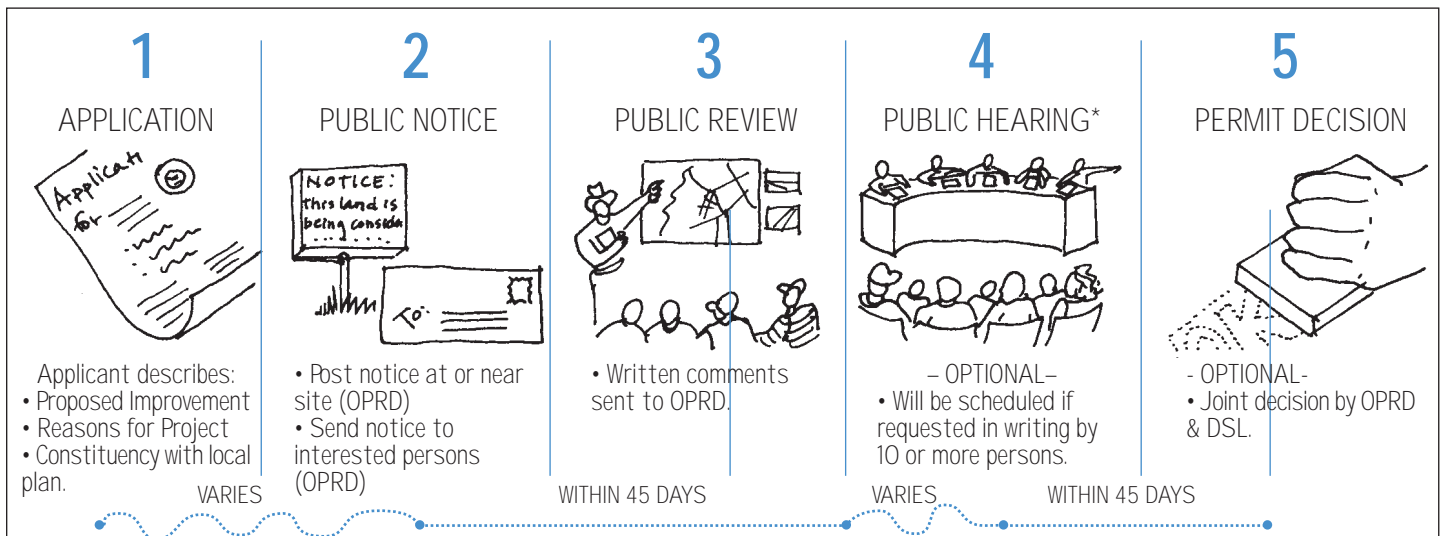 1
APPLICATION
Applicati
for
Applicant describes:
• Proposed Improvement
• Reasons for Project
• Constituency with local
plan.
2
PUBLIC NOTICE
NOTICE:
this land is
being consider
To:
• Post notice at or near
site (OPRD)
• Send notice to
interested persons
(OPRD)
3
PUBLIC REVIEW
• Written comments
sent to OPRD.
4
PUBLIC HEARING*
– OPTIONAL–
• Will be scheduled if
requested in writing by
10 or more persons.
5
PERMIT DECISION
- OPTIONAL-
• Joint decision by OPRD
& DSL.
VARIES
WITHIN 45 DAYS
VARIES
WITHIN 45 DAYS